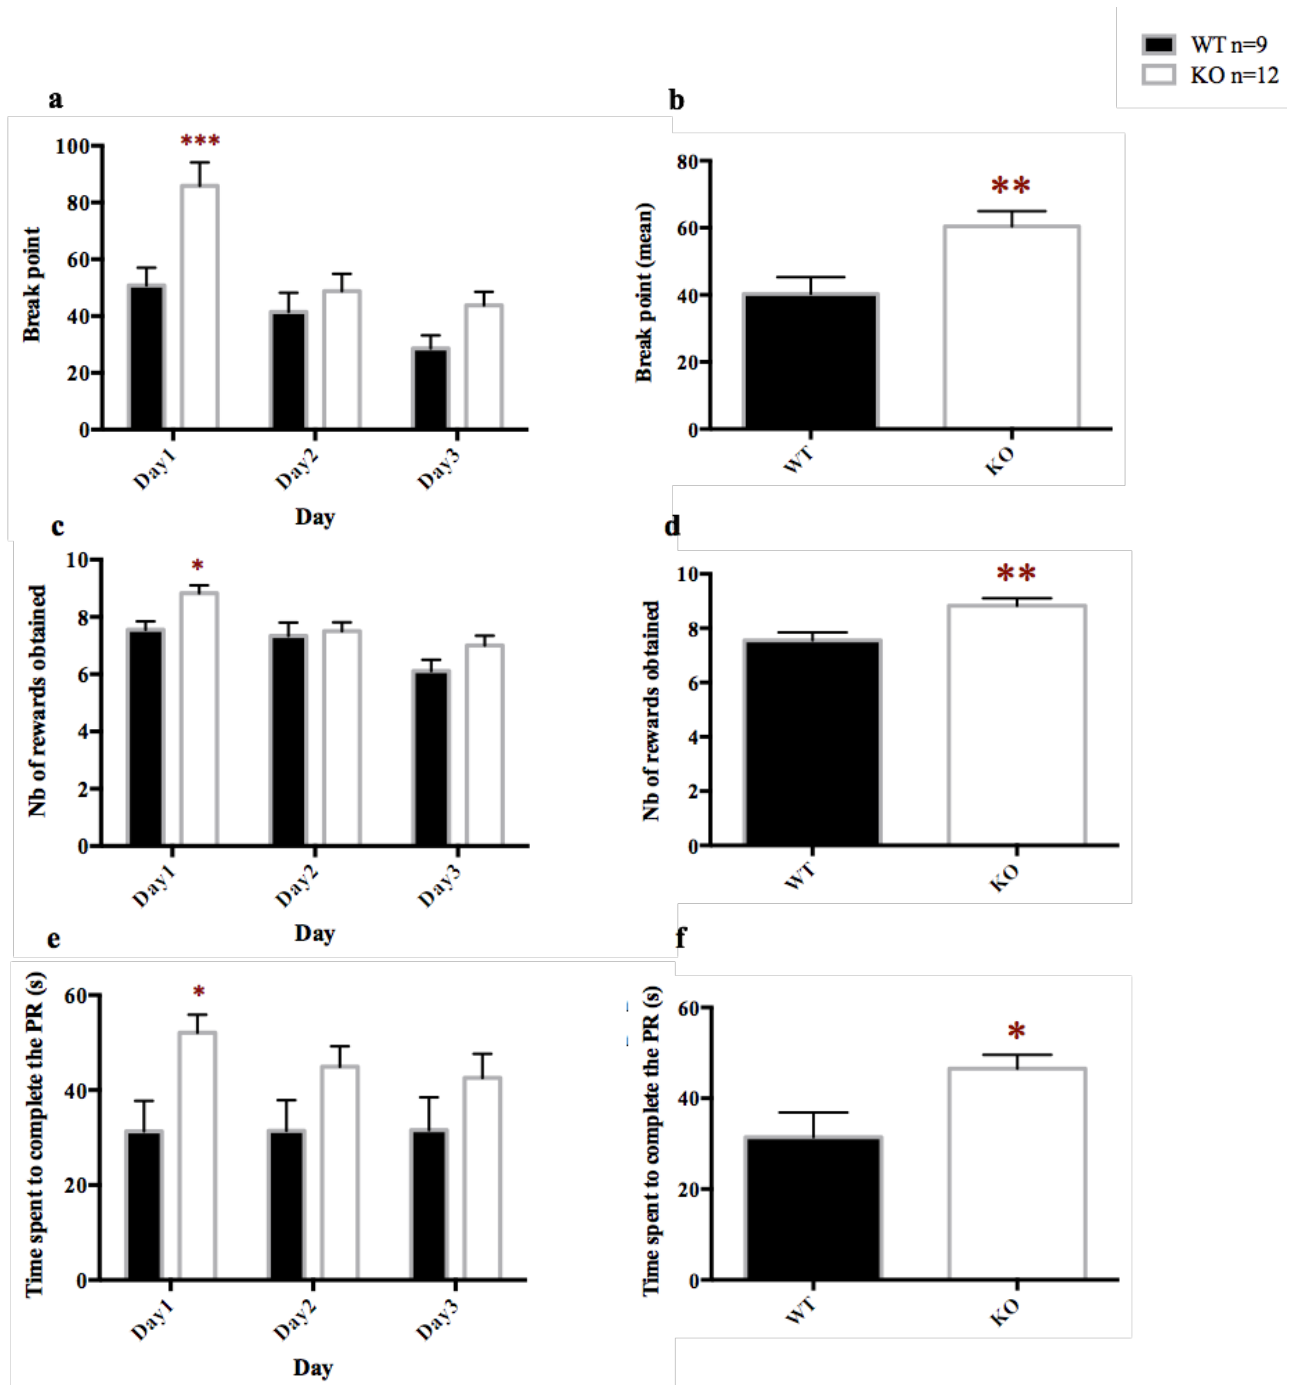 WT n=9
KO n=12
a
***
Break point
100
80
60
40
20
0
Day1
Day2
Day3
Day
b
**
Break point (mean)
80
60
40
20
0
WT
KO
c
*
Nb of rewards obtained
10
8
6
4
2
0
Day1
Day2
Day3
Day
d
**
Nb of rewards obtained
10
8
6
4
2
0
WT
KO
e
*
Time spent to complete the PR (s)
60
40
20
0
Day1
Day2
Day3
Day
f
*
Time spent to complete the PR (s)
60
40
20
0
WT
KO